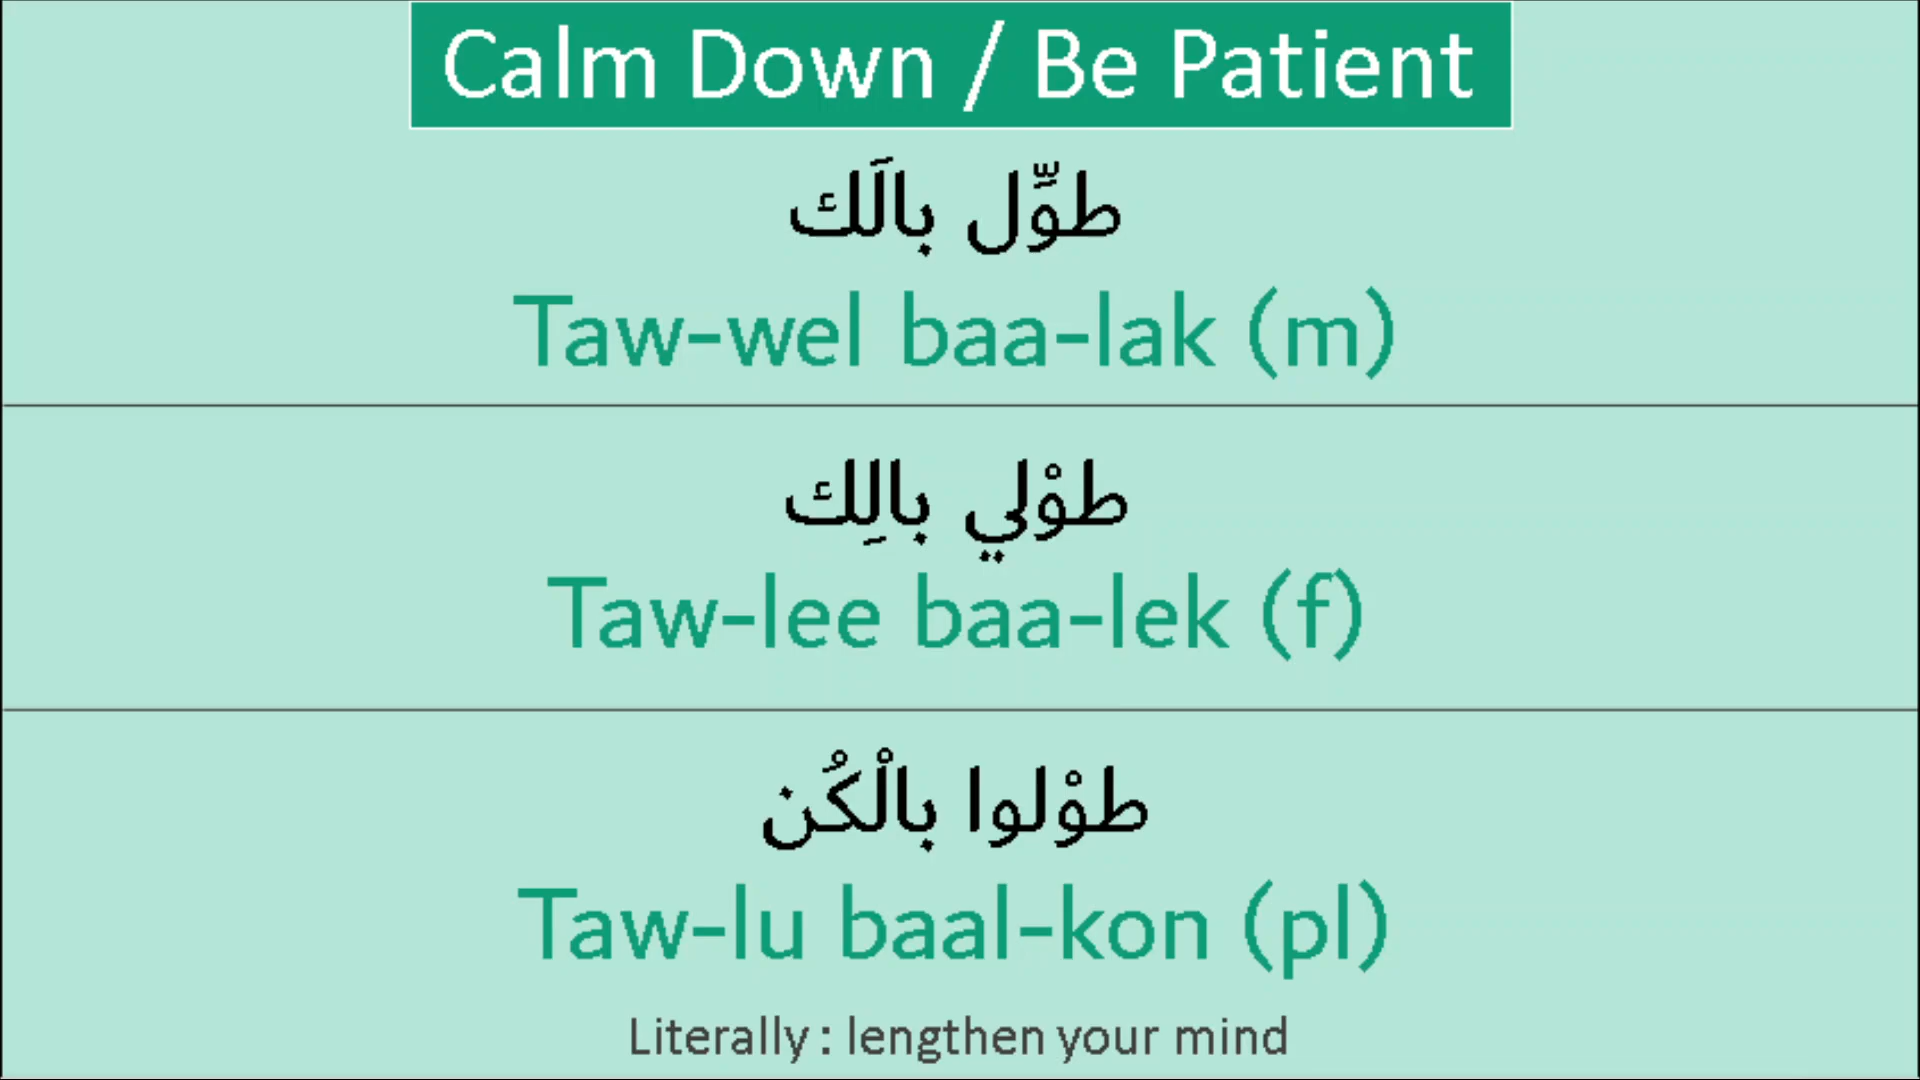 Calm Down / Be Patient
طوِّل بالَك
Taw-wel baa-lak (m)
طوْلي بالِك
Taw-lee baa-lek (f)
طوْلوا بالْكُن
Taw-lu baal-kon (pl)
Literally : lengthen your mind